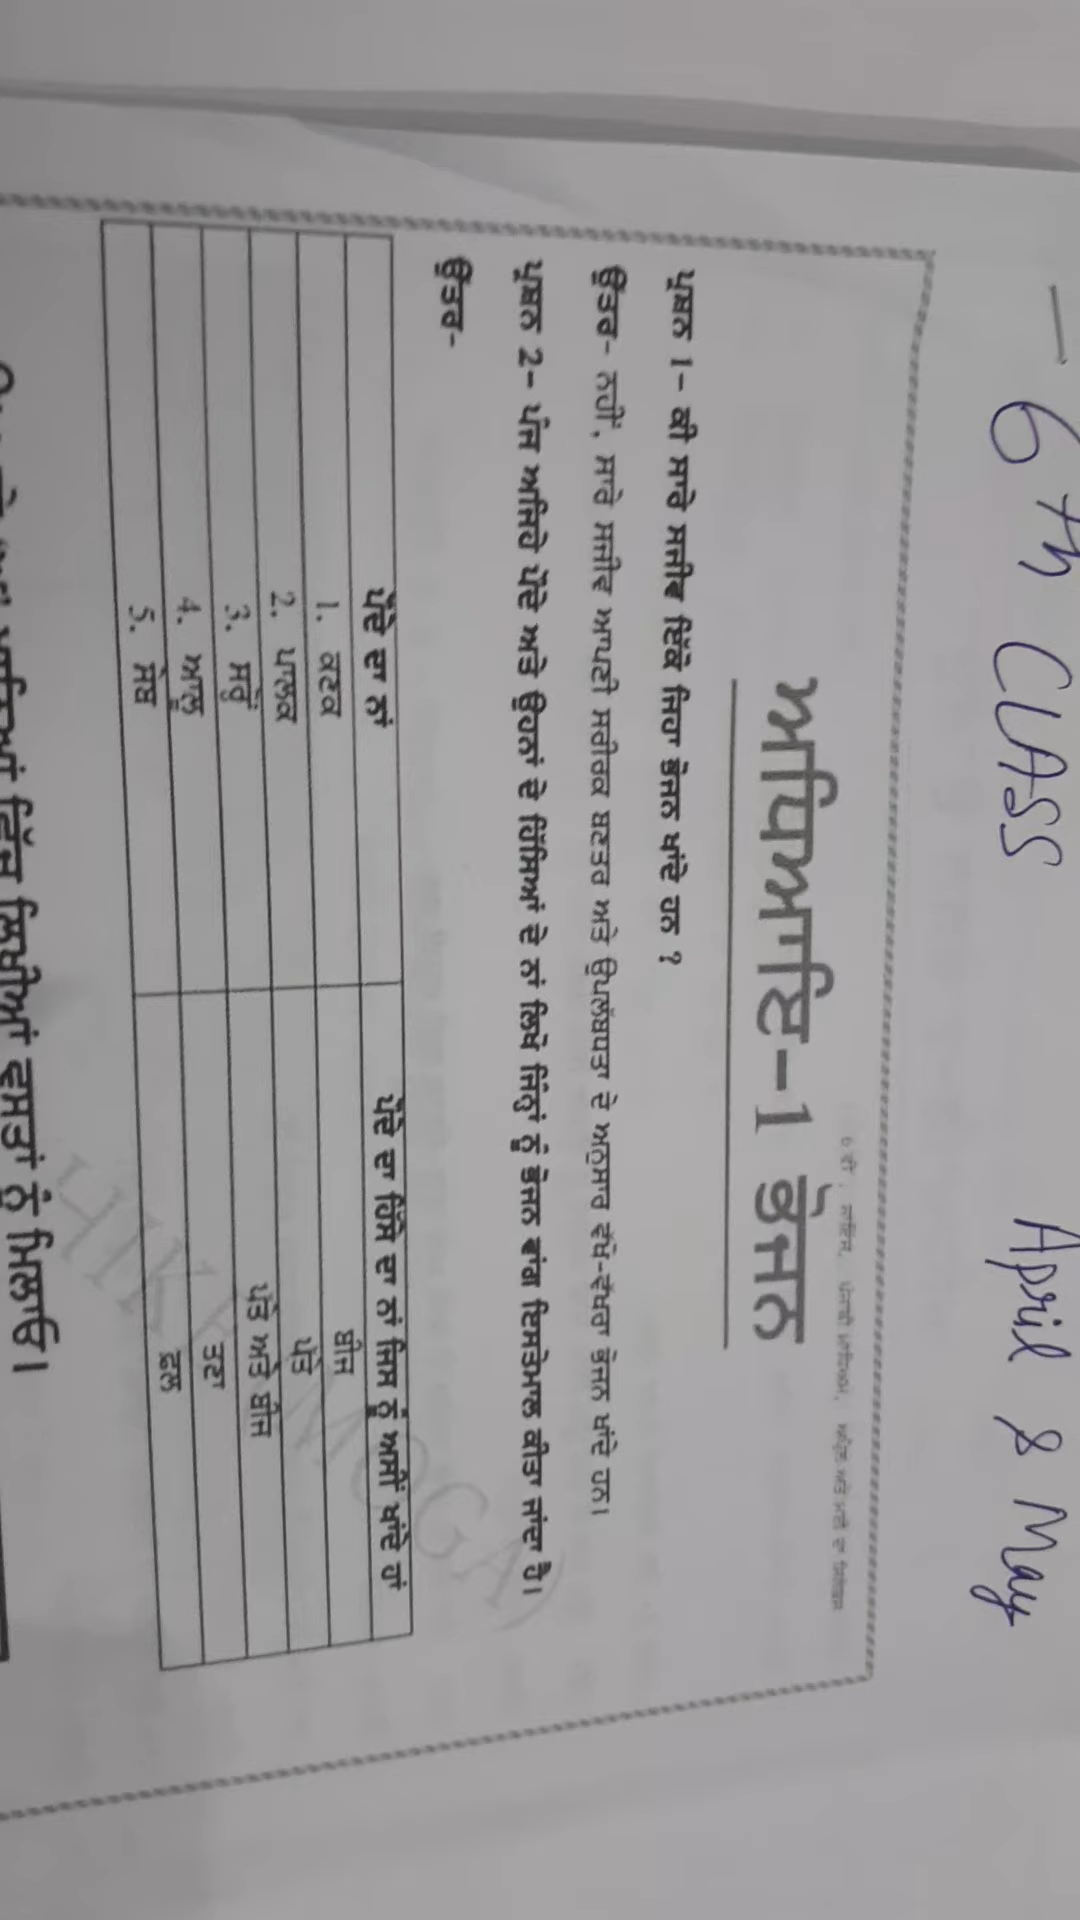 - 6th CLASS April & May
ਅਧਿਆਇ-1 ਭੋਜਨ
ਪ੍ਰਸ਼ਨ 1- ਕੀ ਸਾਰੇ ਸਜੀਵ ਇੱਕੋ ਜਿਹਾ ਭੋਜਨ ਖਾਂਦੇ ਹਨ ?
ਉੱਤਰ- ਨਹੀਂ, ਸਾਰੇ ਸਜੀਵ ਆਪਣੀ ਸਰੀਰਕ ਬਣਤਰ ਅਤੇ ਉਪਲੱਬਧਤਾ ਦੇ ਅਨੁਸਾਰ ਵੱਖੋ-ਵੱਖਰਾ ਭੋਜਨ ਖਾਂਦੇ ਹਨ।
ਪ੍ਰਸ਼ਨ 2- ਪੰਜ ਅਜਿਹੇ ਪੌਦੇ ਅਤੇ ਉਹਨਾਂ ਦੇ ਹਿੱਸਿਆਂ ਦੇ ਨਾਂ ਲਿਖੋ ਜਿੰਨ੍ਹਾਂ ਨੂੰ ਭੋਜਨ ਵਾਂਗ ਇਸਤੇਮਾਲ ਕੀਤਾ ਜਾਂਦਾ ਹੈ।
ਉੱਤਰ-
ਪੌਦੇ ਦਾ ਨਾਂ ਪੌਦੇ ਦਾ ਹਿੱਸੇ ਦਾ ਨਾਂ ਜਿਸ ਨੂੰ ਅਸੀਂ ਖਾਂਦੇ ਹਾਂ
1. ਕਣਕ ਬੀਜ
2. ਪਾਲਕ ਪੱਤੇ
3. ਸਰ੍ਹੋਂ ਪੱਤੇ ਅਤੇ ਬੀਜ
4. ਆਲੂ ਤਣਾ
5. ਸੇਬ ਫ਼ਲ
ਵਿੱਚ ਲਿਖੀਆਂ ਵਸਤਾਂ ਨੂੰ ਮਿਲਾਓ।